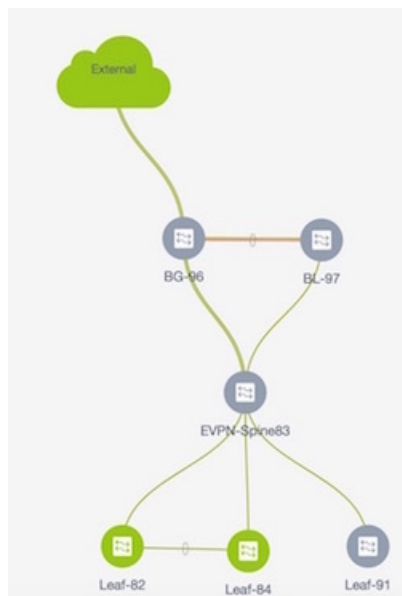 External
BG-96
BL-97
EVPN-Spine83
Leaf-82
Leaf-84
Leaf-91